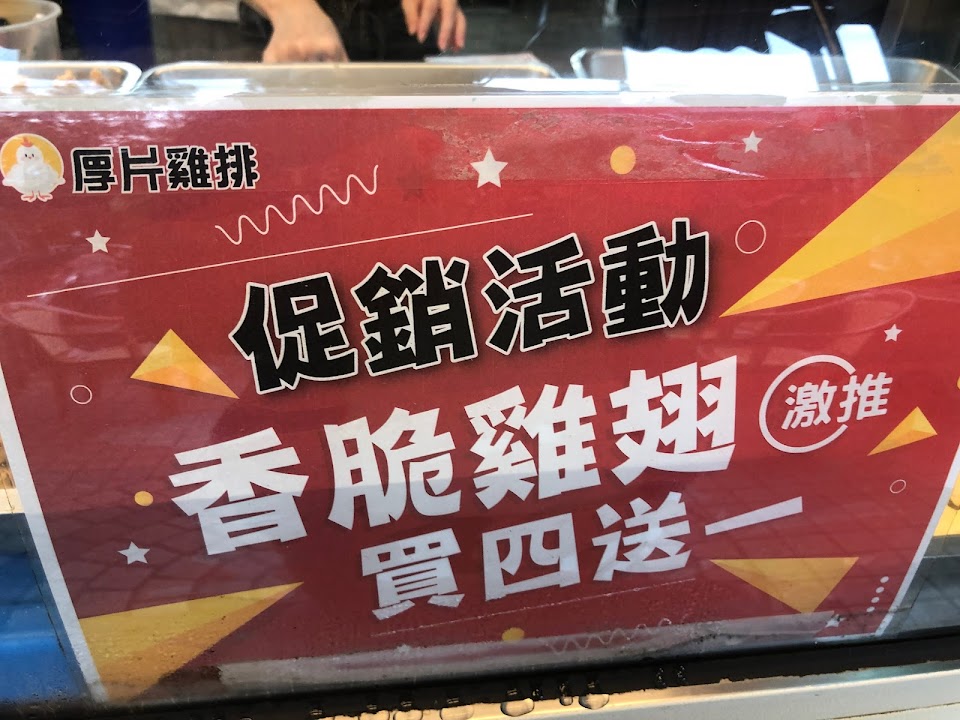 厚片雞排
促銷活動
香脆雞翅
激推
買四送一